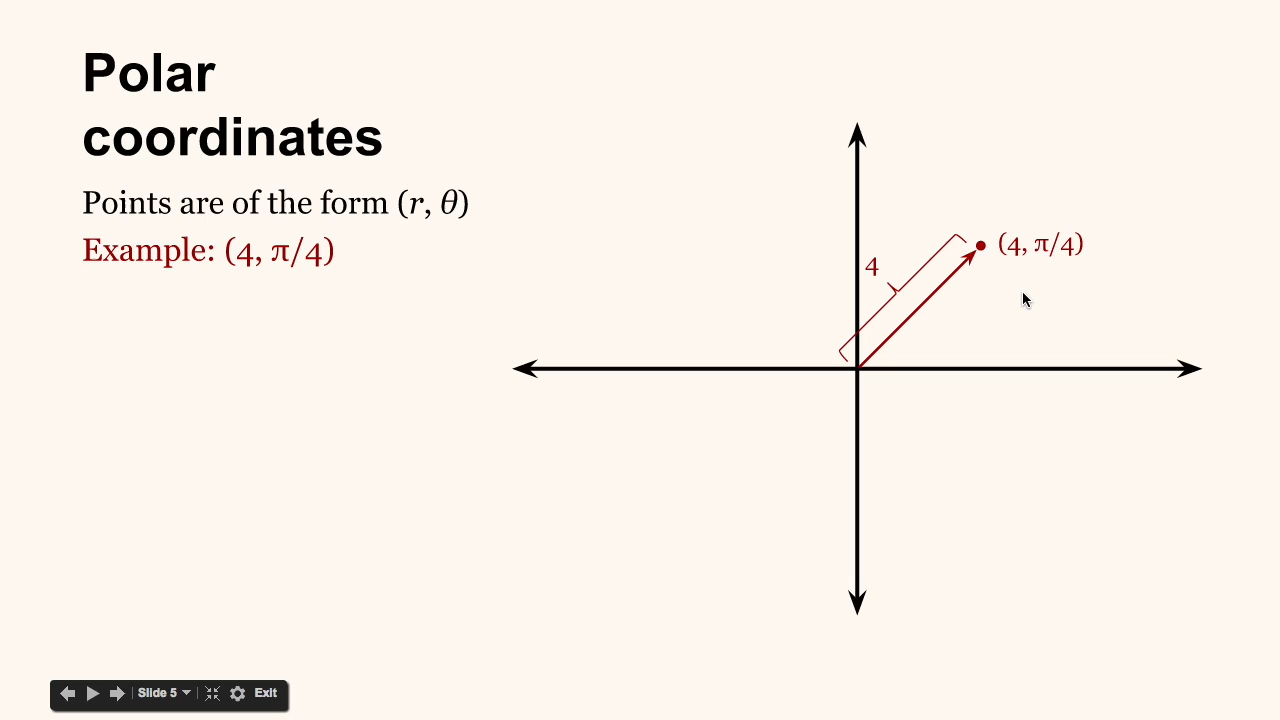 Polar
coordinates
Points are of the form (r, θ)
Example: (4, π/4)
(4, π/4)
4
Slide 5
Exit